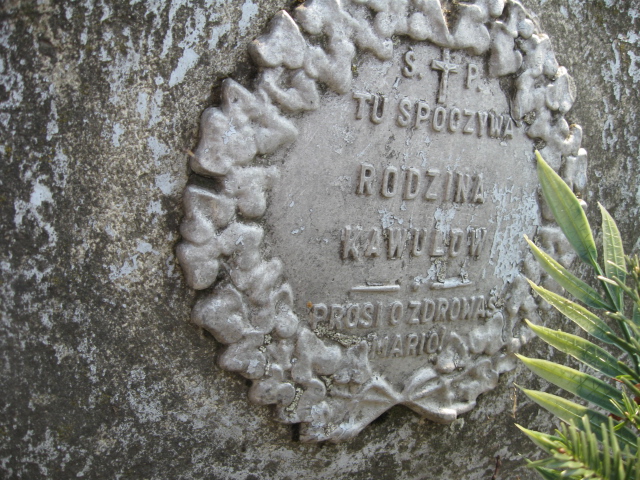 Ś. P.
TU SPOCZYWA
RODZINA
KAWULÓW
PROSI O ZDROWAŚ
MARIO